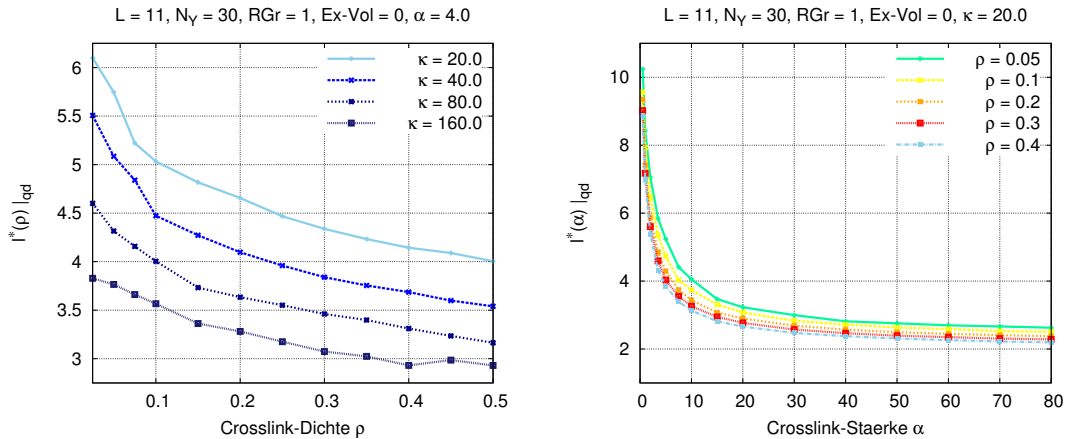 L = 11, N_Y = 30, RGr = 1, Ex-Vol = 0, α = 4.0
κ = 20.0
κ = 40.0
κ = 80.0
κ = 160.0
6
5.5
5
4.5
4
3.5
3
0.1
0.2
0.3
0.4
0.5
l*(ρ) |qd
Crosslink-Dichte ρ
L = 11, N_Y = 30, RGr = 1, Ex-Vol = 0, κ = 20.0
ρ = 0.05
ρ = 0.1
ρ = 0.2
ρ = 0.3
ρ = 0.4
10
8
6
4
2
0
10
20
30
40
50
60
70
80
l*(α) |qd
Crosslink-Staerke α